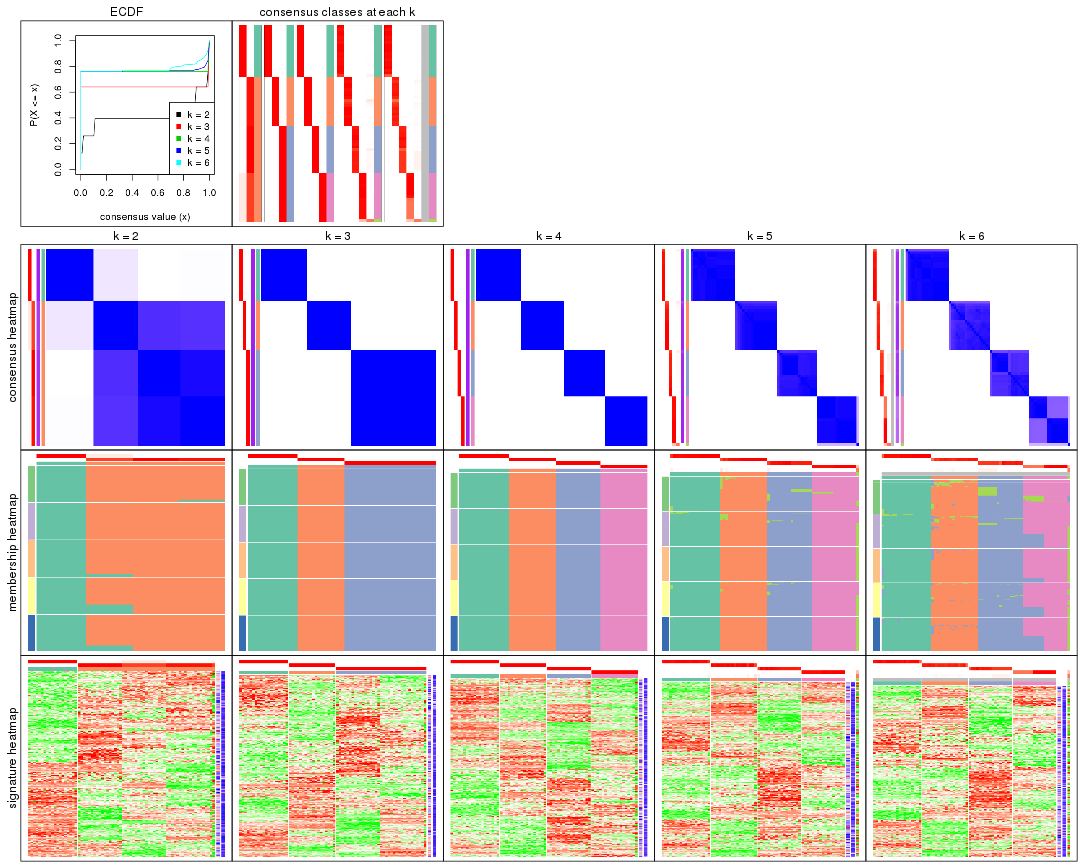 ECDF
consensus classes at each k
P(X <= x)
0.0 0.2 0.4 0.6 0.8 1.0
k = 2
k = 3
k = 4
k = 5
k = 6
0.0 0.2 0.4 0.6 0.8 1.0
consensus value (x)
k = 2 k = 3 k = 4 k = 5 k = 6
consensus heatmap
membership heatmap
signature heatmap